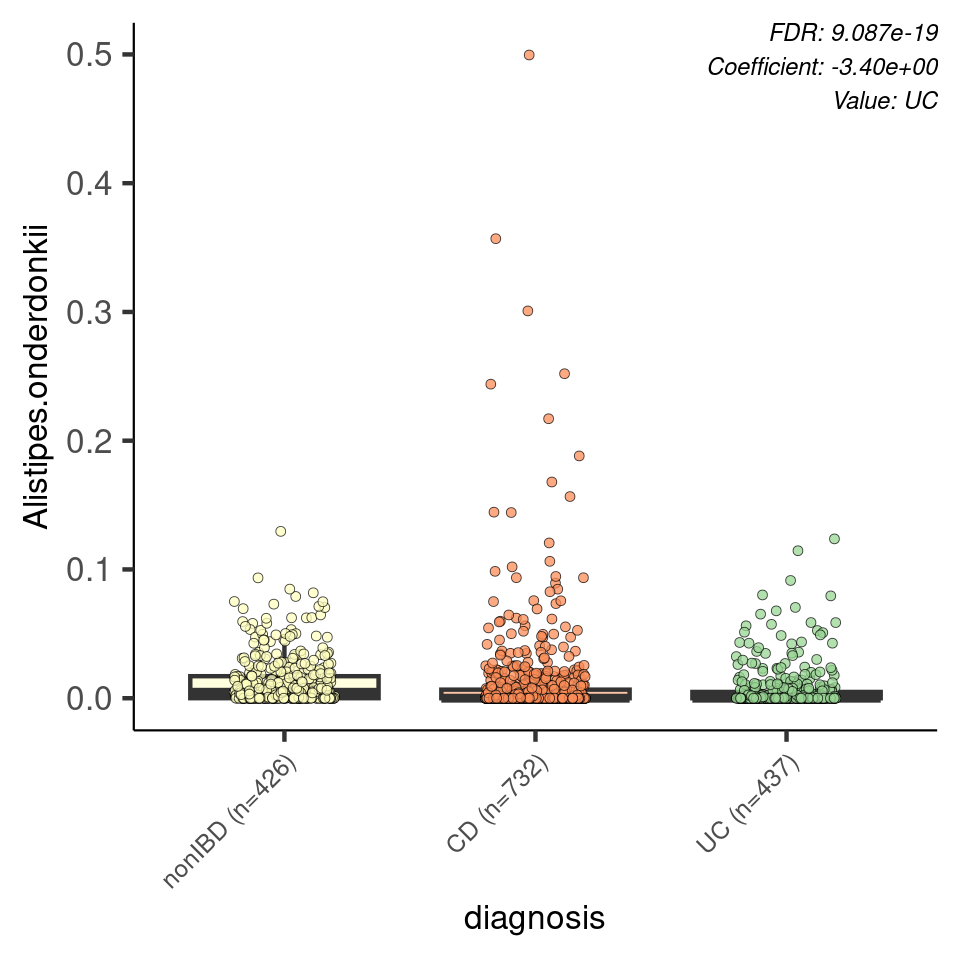 FDR: 9.087e-19
Coefficient: -3.40e+00
Value: UC
Alistipes.onderdonkii
0.5
0.4
0.3
0.2
0.1
0.0
nonIBD (n=426)
CD (n=732)
UC (n=437)
diagnosis